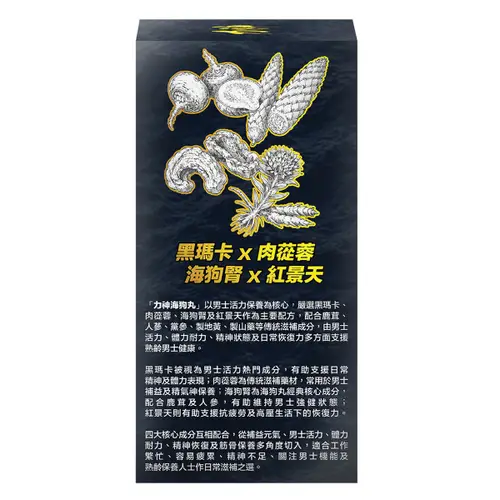 黑瑪卡 x 肉蓯蓉
海狗腎 x 紅景天
「力神海狗丸」以男士活力保養為核心，嚴選黑瑪卡、
肉蓯蓉、海狗腎及紅景天作為主要配方，配合鹿茸、
人蔘、黨參、製地黃、製山藥等傳統滋補成分，由男士
活力、體力耐力、精神狀態及日常恢復力多方面支援
熟齡男士健康。
黑瑪卡被視為男士活力熱門成分，有助支援日常
精神及體力表現；肉蓯蓉為傳統滋補藥材，常用於男士
補益及精氣神保養；海狗腎為海狗丸經典核心成分，
配合鹿茸及人參，有助維持男士強健狀態；
紅景天則有助支援抗疲勞及高壓生活下的恢復力。
四大核心成分互相配合，從補益元氣、男士活力、體力
耐力、精神恢復及筋骨保養多角度切入，適合工作
繁忙、容易疲累、精神不足、關注男士機能及
熟齡保養人士作日常滋補之選。